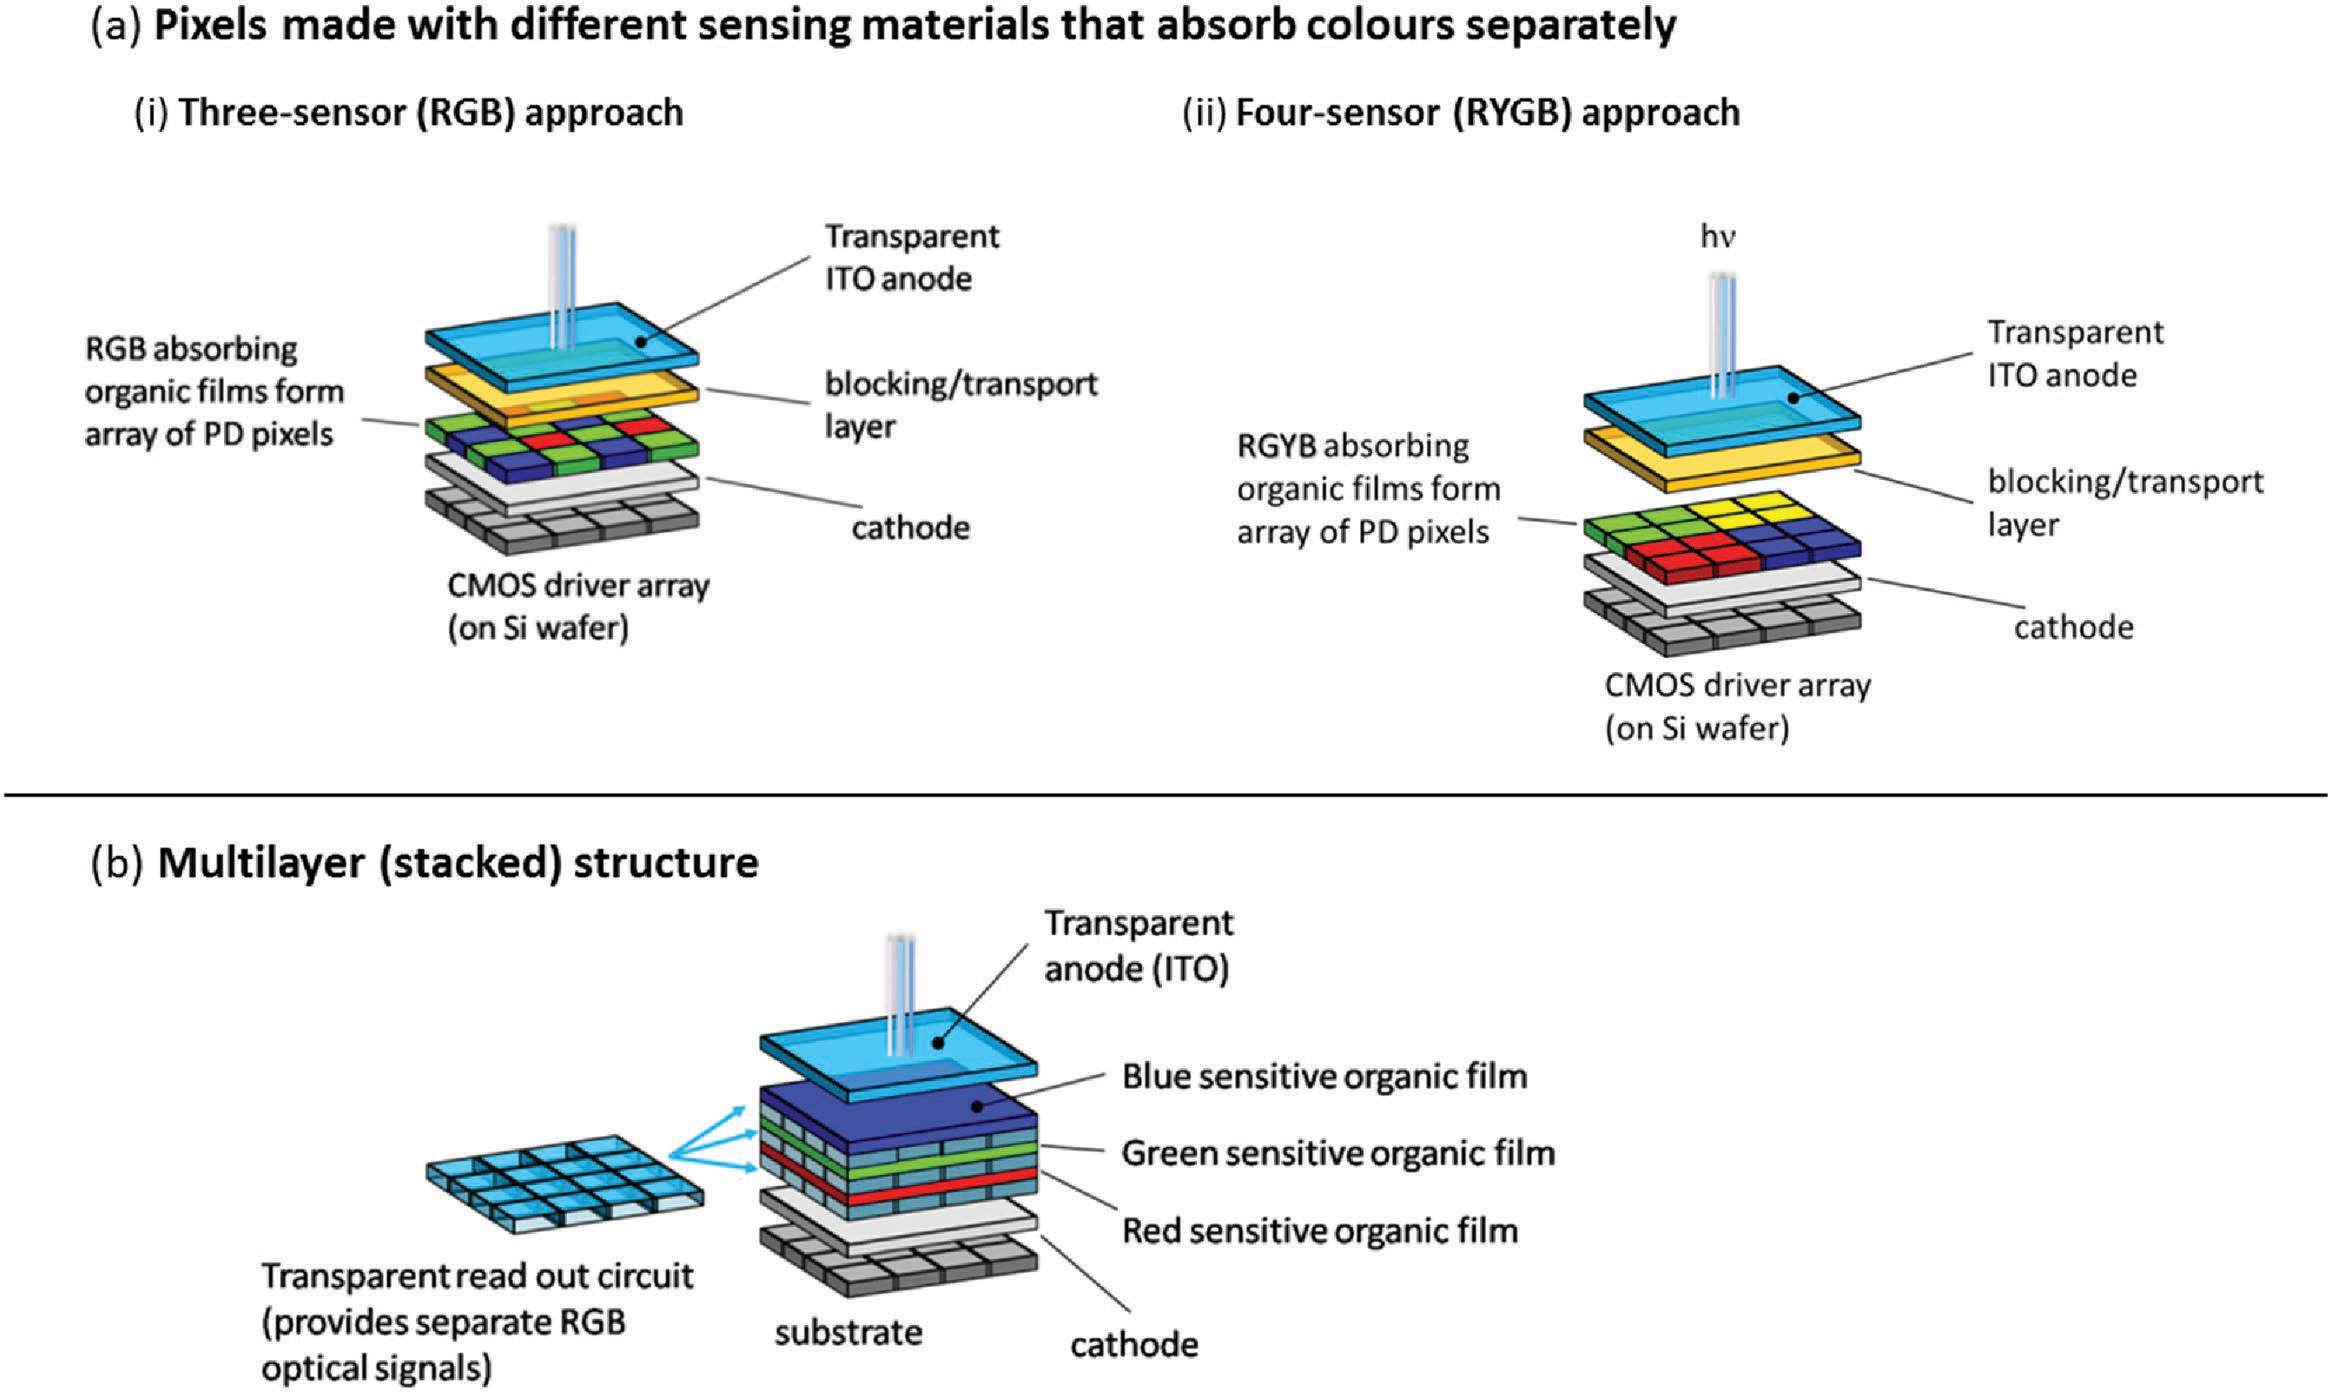 (a) Pixels made with different sensing materials that absorb colours separately
(i) Three-sensor (RGB) approach
Transparent
ITO anode
RGB absorbing
organic films form
array of PD pixels
blocking/transport
layer
cathode
CMOS driver array
(on Si wafer)
(ii) Four-sensor (RYGB) approach
hν
Transparent
ITO anode
RGYB absorbing
organic films form
array of PD pixels
blocking/transport
layer
cathode
CMOS driver array
(on Si wafer)
(b) Multilayer (stacked) structure
Transparent
anode (ITO)
Blue sensitive organic film
Green sensitive organic film
Red sensitive organic film
Transparent read out circuit
(provides separate RGB
optical signals)
substrate
cathode